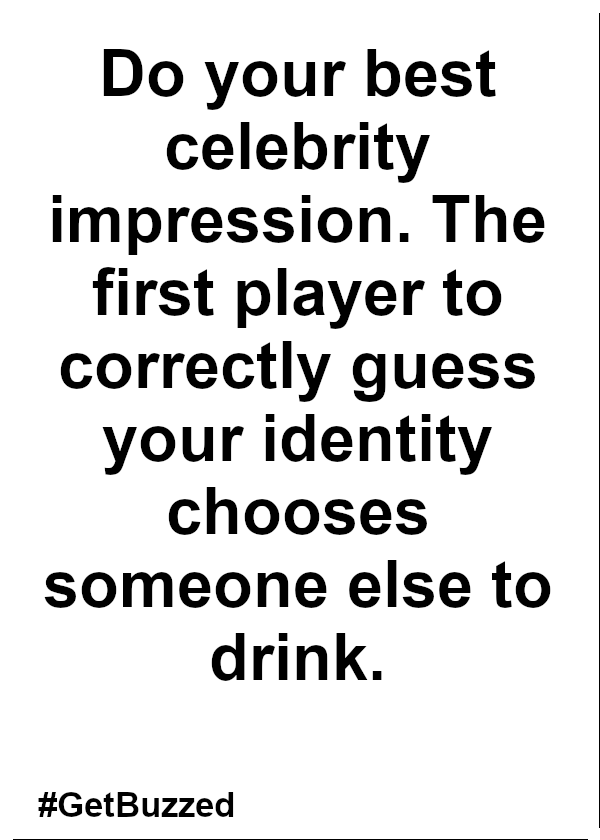 Do your best
celebrity
impression. The
first player to
correctly guess
your identity
chooses
someone else to
drink.
#GetBuzzed